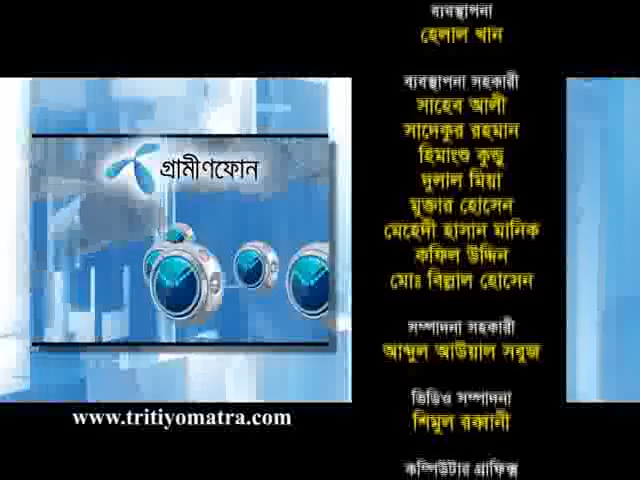 গ্রামীণফোন
www.tritiyomatra.com
ব্যবস্থাপনা
হেলাল খান
ব্যবস্থাপনা সহকারী
সাহেব আলী
সাদেকুর রহমান
হিমাংশু কুন্ডু
দুলাল মিয়া
মুক্তার হোসেন
মেহেদী হাসান মানিক
কফিল উদ্দিন
মোঃ বিল্লাল হোসেন
সম্পাদনা সহকারী
আব্দুল আউয়াল সবুজ
ভিডিও সম্পাদনা
শিমুল রব্বানী
কম্পিউটার গ্রাফিক্স